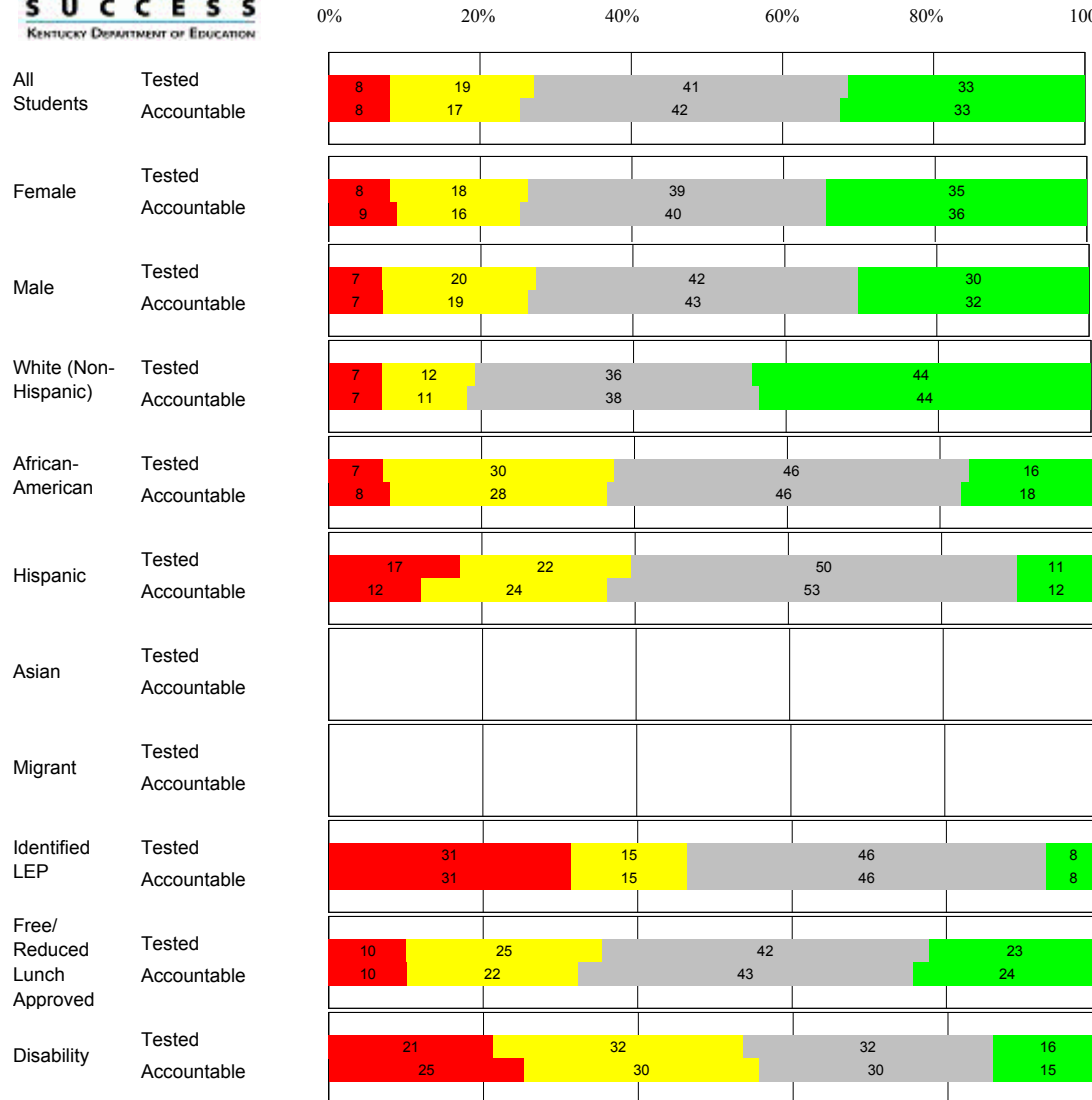 SUCCESS
KENTUCKY DEPARTMENT OF EDUCATION
0% 20% 40% 60% 80% 100
All
Students
Tested 8 19 41 33
Accountable 8 17 42 33
Female
Tested 8 18 39 35
Accountable 9 16 40 36
Male
Tested 7 20 42 30
Accountable 7 19 43 32
White (Non-
Hispanic)
Tested 7 12 36 44
Accountable 7 11 38 44
African-
American
Tested 7 30 46 16
Accountable 8 28 46 18
Hispanic
Tested 17 22 50 11
Accountable 12 24 53 12
Asian
Tested
Accountable
Migrant
Tested
Accountable
Identified
LEP
Tested 31 15 46 8
Accountable 31 15 46 8
Free/
Reduced
Lunch
Approved
Tested 10 25 42 23
Accountable 10 22 43 24
Disability
Tested 21 32 32 16
Accountable 25 30 30 15